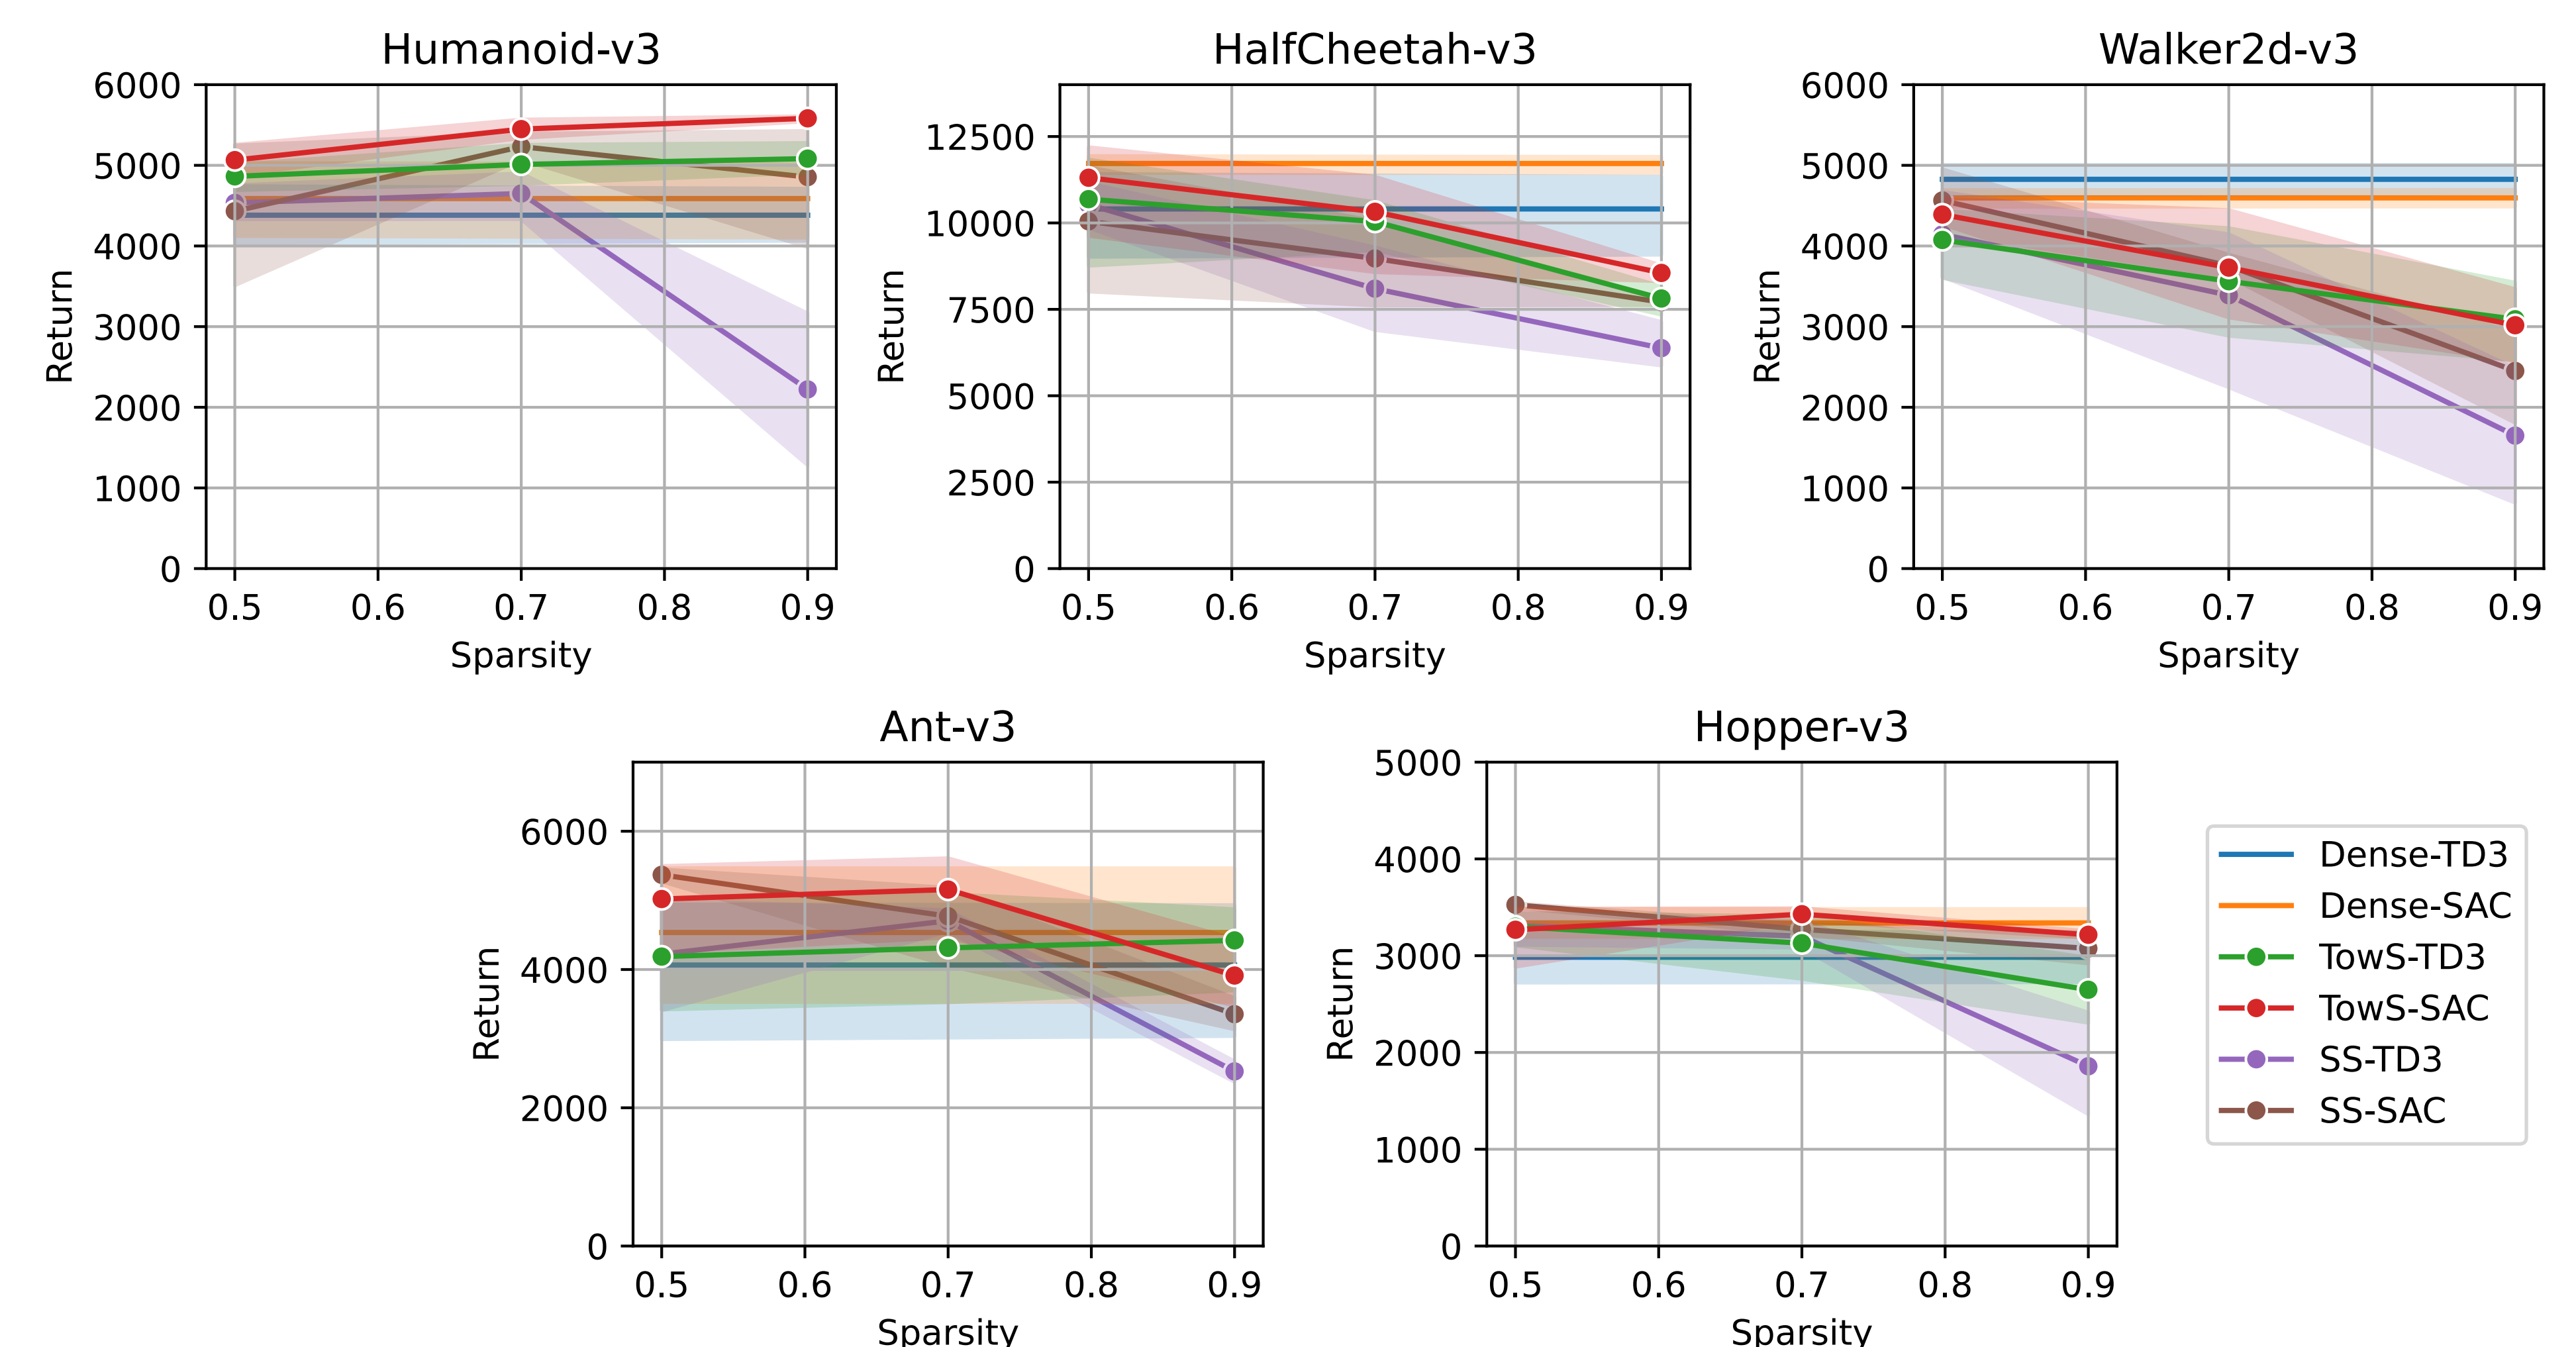 Humanoid-v3
HalfCheetah-v3
Walker2d-v3
6000
5000
4000
3000
2000
1000
0
Return
0.5 0.6 0.7 0.8 0.9
Sparsity
12500
10000
7500
5000
2500
0
Return
0.5 0.6 0.7 0.8 0.9
Sparsity
6000
5000
4000
3000
2000
1000
0
Return
0.5 0.6 0.7 0.8 0.9
Sparsity
Ant-v3
Hopper-v3
6000
4000
2000
0
Return
0.5 0.6 0.7 0.8 0.9
Sparsity
5000
4000
3000
2000
1000
0
Return
0.5 0.6 0.7 0.8 0.9
Sparsity
Dense-TD3
Dense-SAC
TowS-TD3
TowS-SAC
SS-TD3
SS-SAC